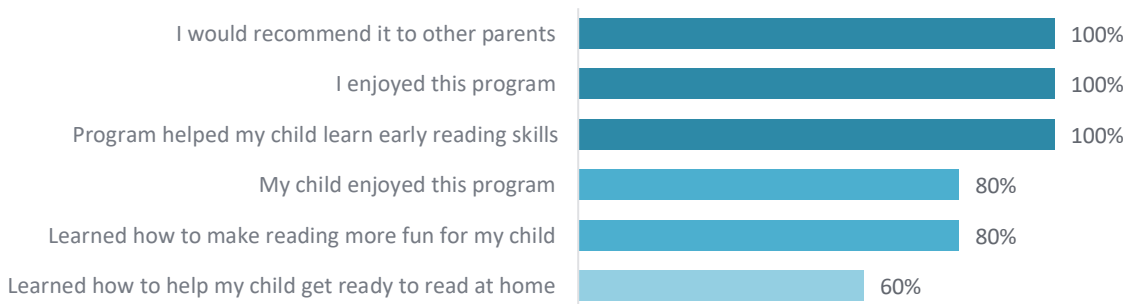 I would recommend it to other parents 100%
I enjoyed this program 100%
Program helped my child learn early reading skills 100%
My child enjoyed this program 80%
Learned how to make reading more fun for my child 80%
Learned how to help my child get ready to read at home 60%